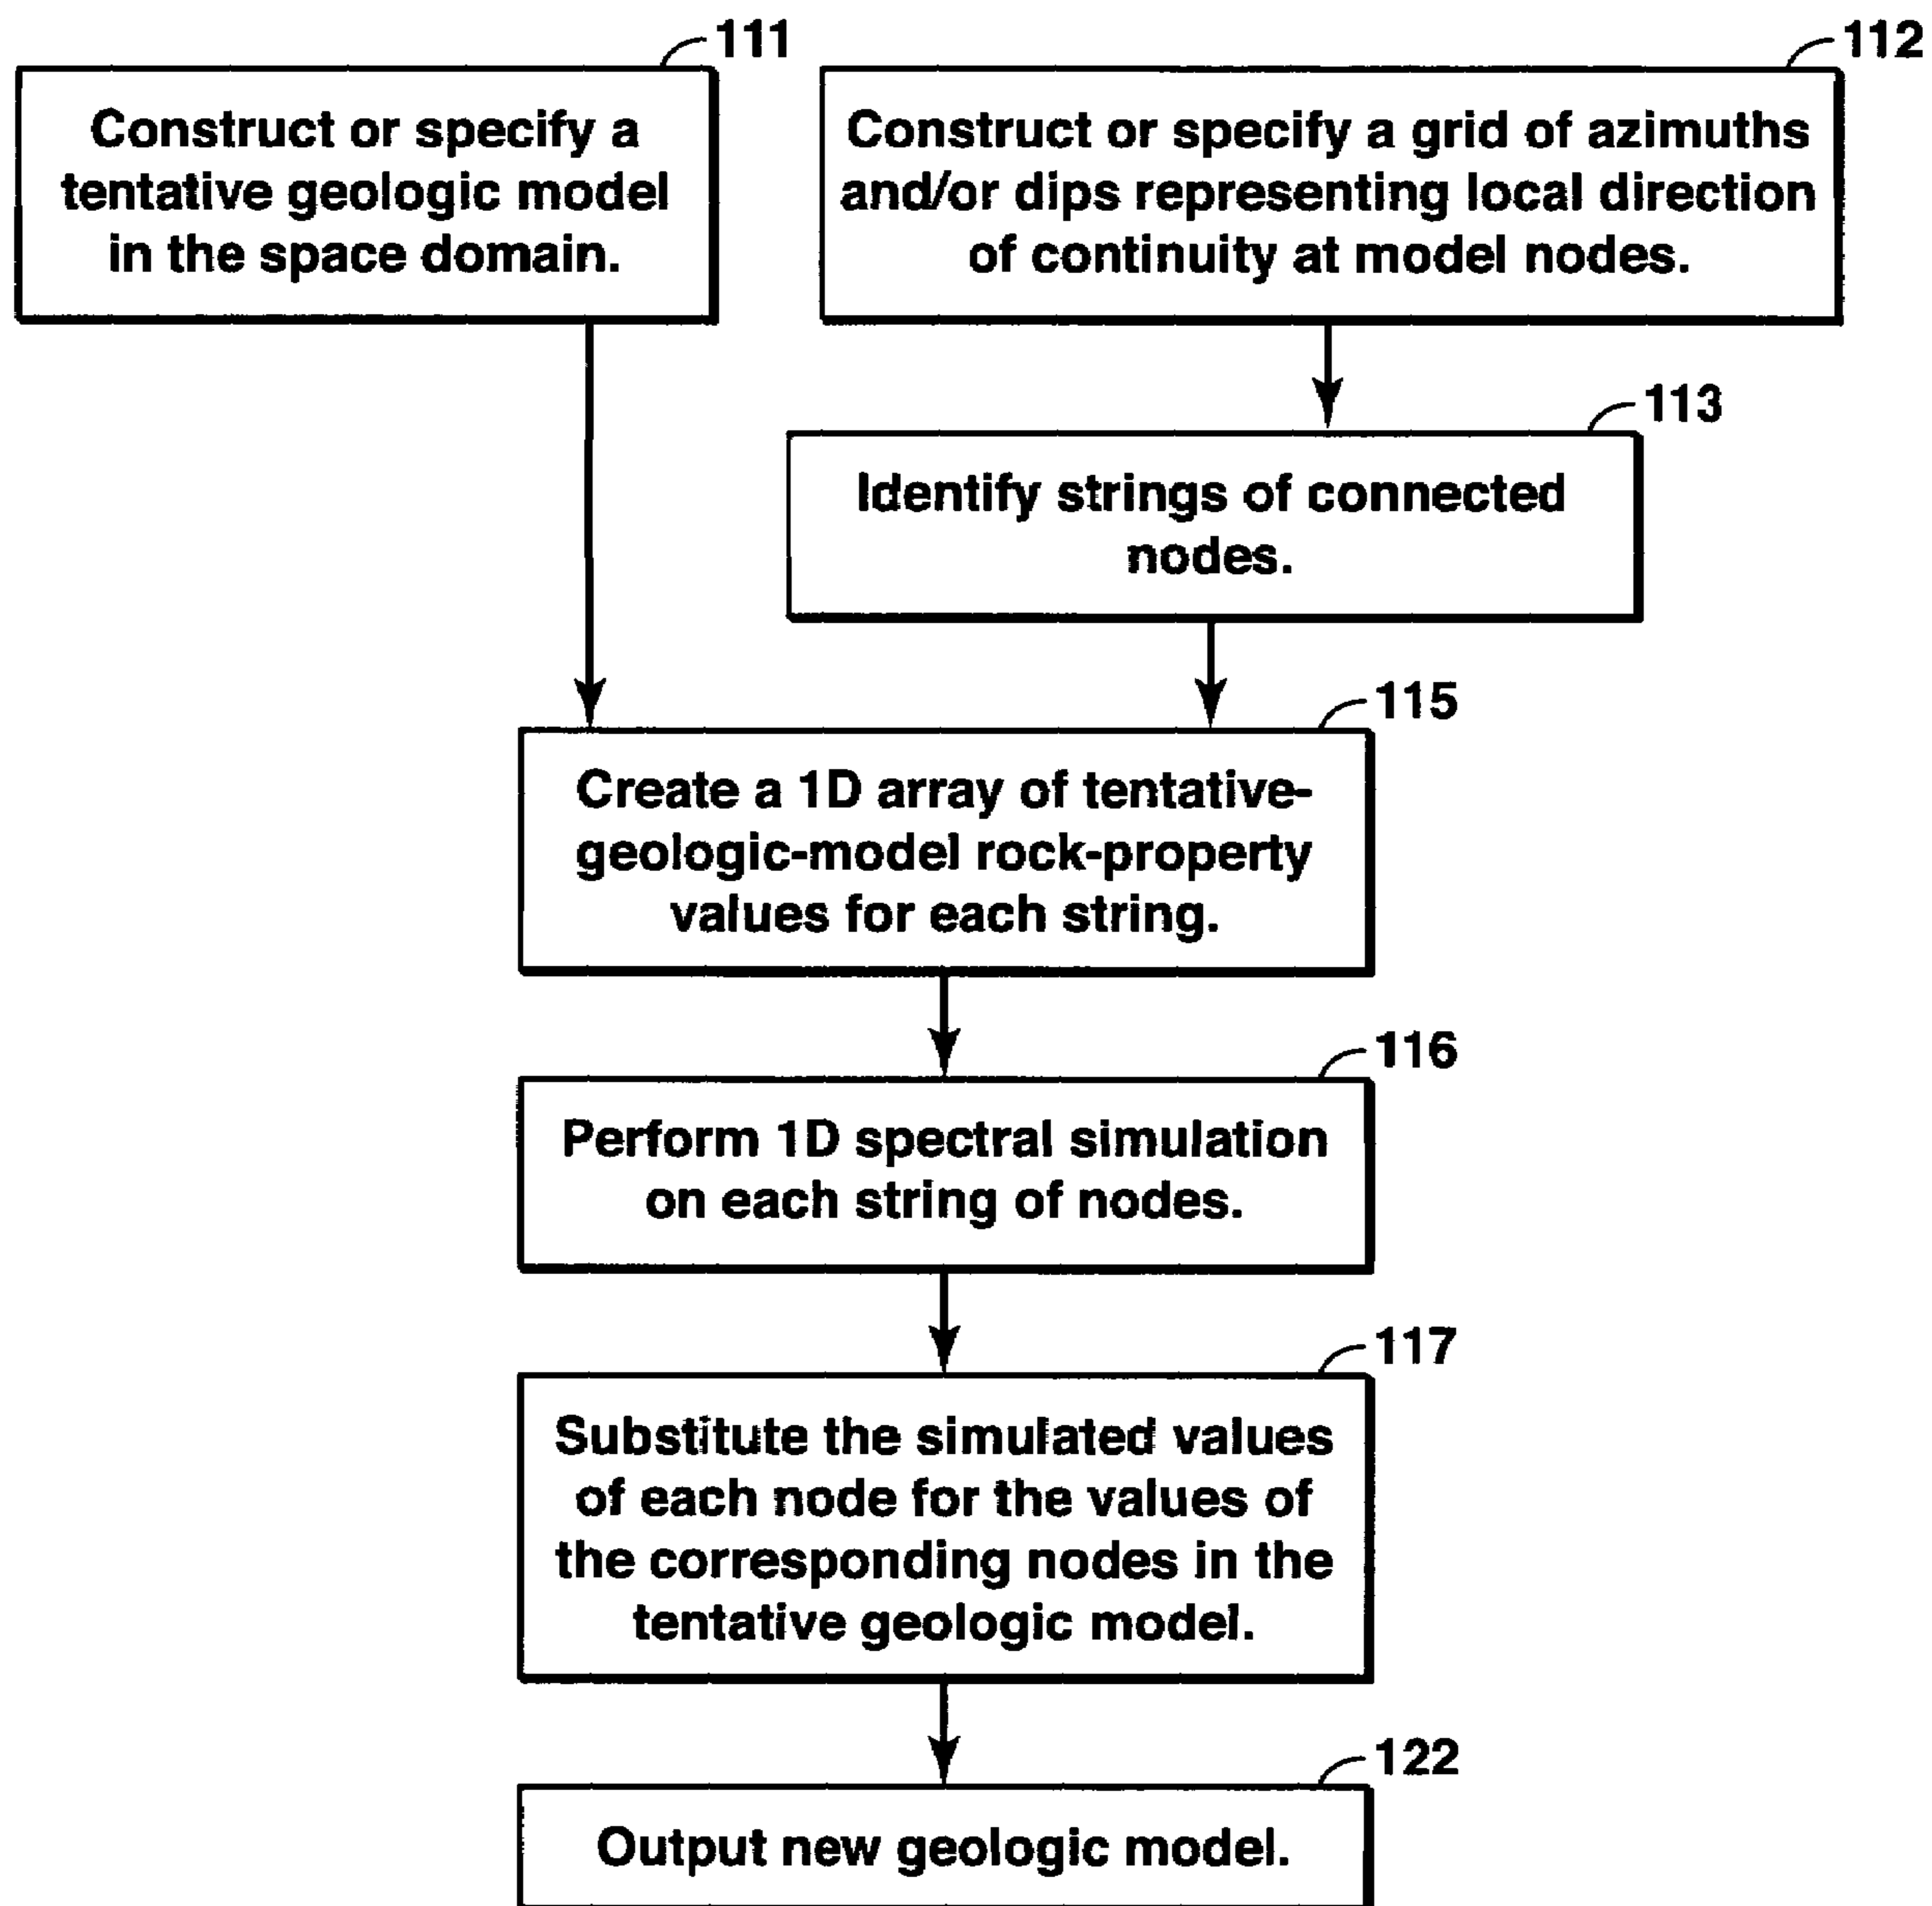 111
Construct or specify a
tentative geologic model
in the space domain.
112
Construct or specify a grid of azimuths
and/or dips representing local direction
of continuity at model nodes.
113
Identify strings of connected
nodes.
115
Create a 1D array of tentative-
geologic-model rock-property
values for each string.
116
Perform 1D spectral simulation
on each string of nodes.
117
Substitute the simulated values
of each node for the values of
the corresponding nodes in the
tentative geologic model.
122
Output new geologic model.